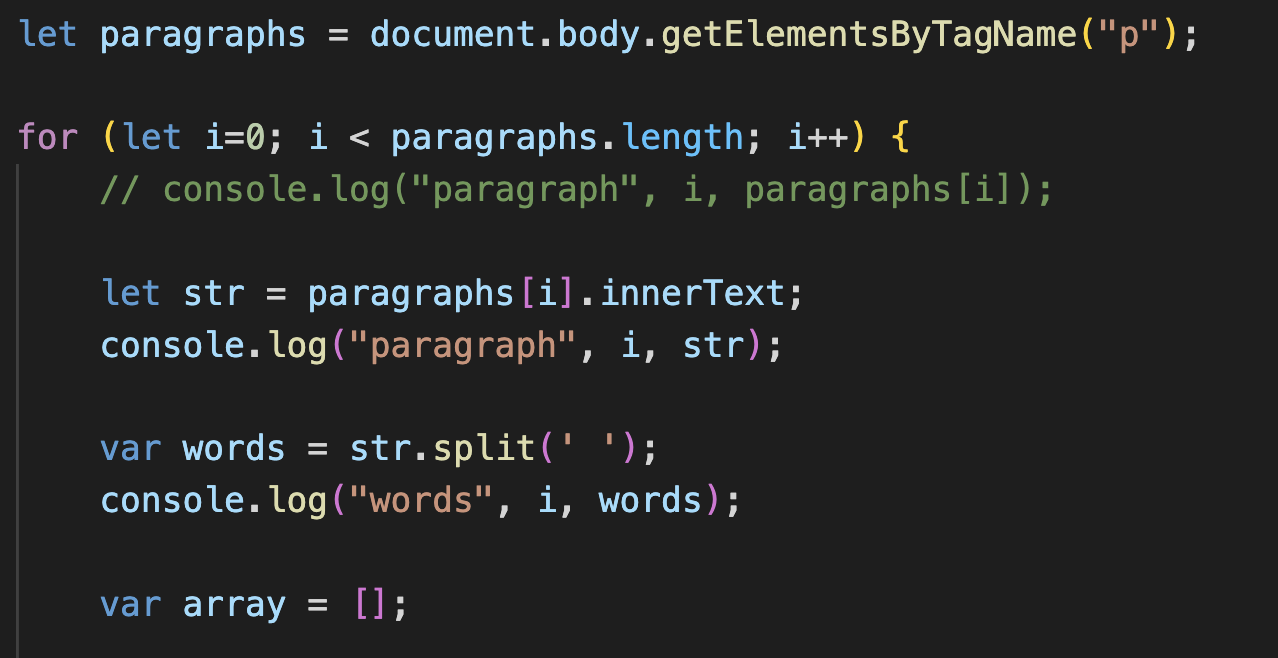 let paragraphs = document.body.getElementsByTagName("p");
for (let i=0; i < paragraphs.length; i++) {
// console.log("paragraph", i, paragraphs[i]);
let str = paragraphs[i].innerText;
console.log("paragraph", i, str);
var words = str.split(' ');
console.log("words", i, words);
var array = [];